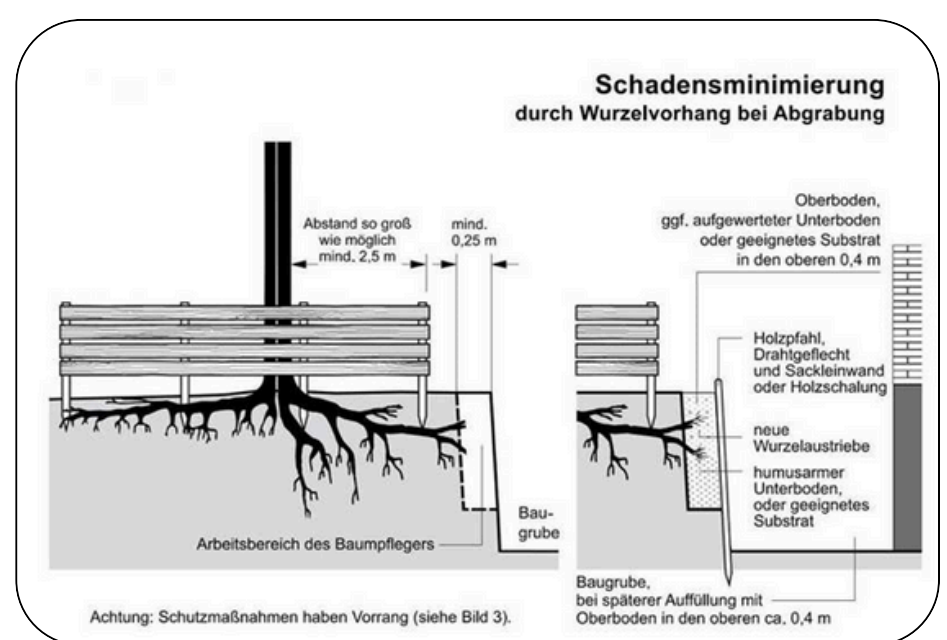 Schadensminimierung
durch Wurzelvorhang bei Abgrabung
Abstand so groß
wie möglich
mind. 2,5 m
mind.
0,25 m
Oberboden,
ggf. aufgewerteter Unterboden
oder geeignetes Substrat
in den oberen 0,4 m
Holzpfahl,
Drahtgeflecht
und Sackleinwand
oder Holzschalung
neue
Wurzelaustriebe
humusarmer
Unterboden,
oder geeignetes
Substrat
Bau-
grube
Arbeitsbereich des Baumpflegers
Baugrube,
bei späterer Auffüllung mit
Oberboden in den oberen ca. 0,4 m
Achtung: Schutzmaßnahmen haben Vorrang (siehe Bild 3).